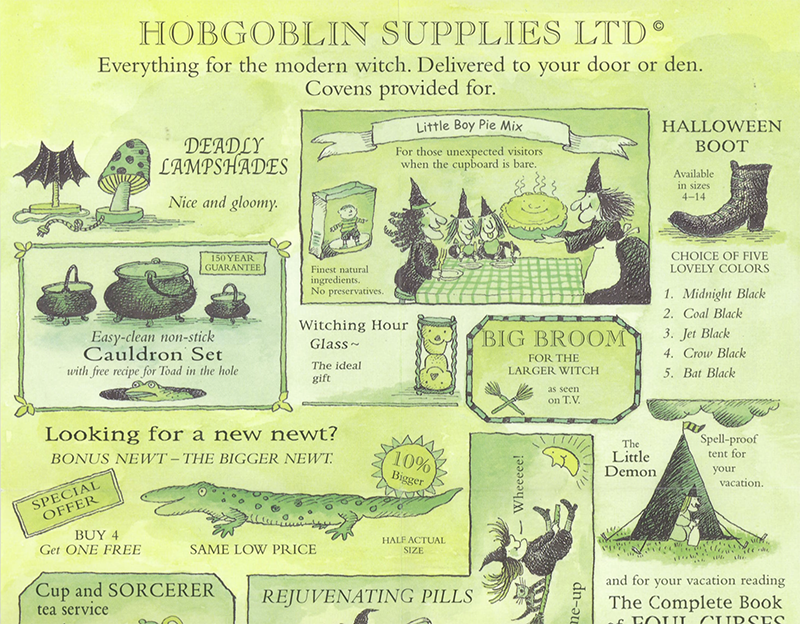 HOBGOBLIN SUPPLIES LTD©
Everything for the modern witch. Delivered to your door or den.
Covens provided for.
DEADLY
LAMPSHADES
Nice and gloomy.
Little Boy Pie Mix
For those unexpected visitors
when the cupboard is bare.
Finest natural
ingredients.
No preservatives.
HALLOWEEN
BOOT
Available
in sizes
4–14
CHOICE OF FIVE
LOVELY COLORS
1. Midnight Black
2. Coal Black
3. Jet Black
4. Crow Black
5. Bat Black
150 YEAR
GUARANTEE
Easy-clean non-stick
Cauldron Set
with free recipe for Toad in the hole
Witching Hour
Glass~
The ideal
gift
BIG BROOM
FOR THE
LARGER WITCH
as seen
on T.V.
Looking for a new newt?
BONUS NEWT – THE BIGGER NEWT.
10%
Bigger
SPECIAL
OFFER
BUY 4
Get ONE FREE
SAME LOW PRICE
HALF ACTUAL
SIZE
Wheeeee!
The
Little
Demon
Spell-proof
tent for
your
vacation.
and for your vacation reading
The Complete Book
of FOUL CURSES
Cup and SORCERER
tea service
REJUVENATING PILLS